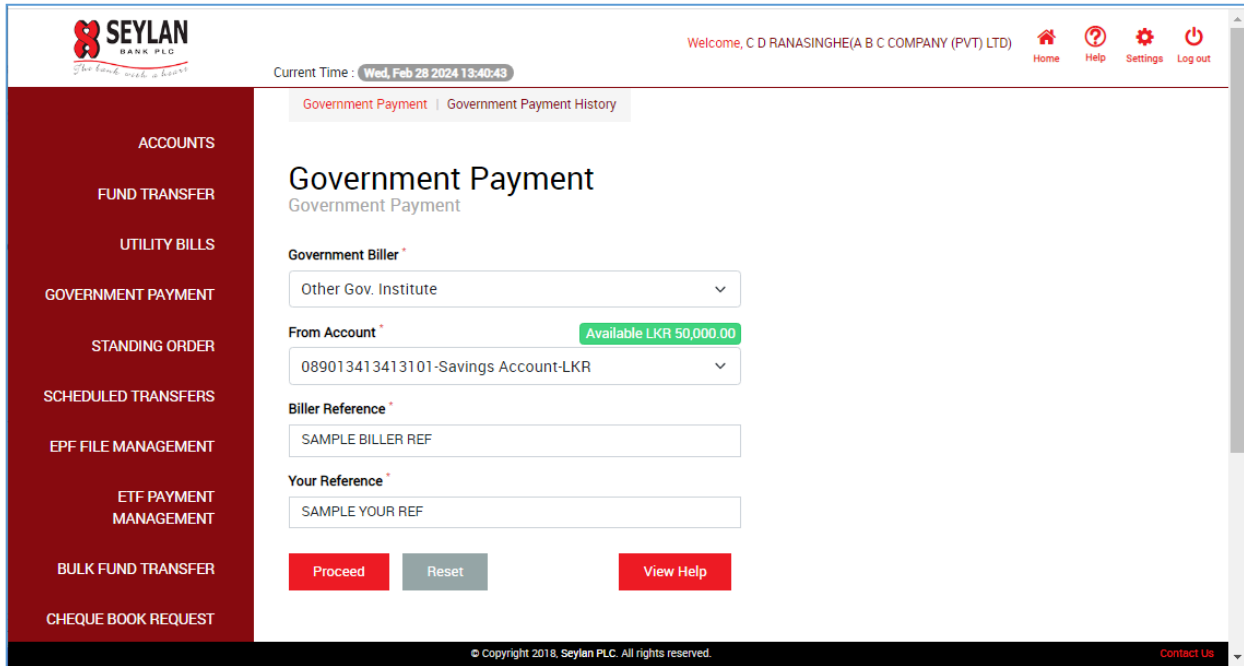 SEYLAN
BANK PLC
The bank with a heart
Welcome, C D RANASINGHE(A B C COMPANY (PVT) LTD)
Home
Help
Settings
Log out
Current Time : Wed, Feb 28 2024 13:40:43
Government Payment | Government Payment History
ACCOUNTS
FUND TRANSFER
UTILITY BILLS
GOVERNMENT PAYMENT
STANDING ORDER
SCHEDULED TRANSFERS
EPF FILE MANAGEMENT
ETF PAYMENT
MANAGEMENT
BULK FUND TRANSFER
CHEQUE BOOK REQUEST
Government Payment
Government Payment
Government Biller *
Other Gov. Institute
From Account *
Available LKR 50,000.00
089013413413101-Savings Account-LKR
Biller Reference *
SAMPLE BILLER REF
Your Reference *
SAMPLE YOUR REF
Proceed
Reset
View Help
© Copyright 2018, Seylan PLC. All rights reserved.
Contact Us